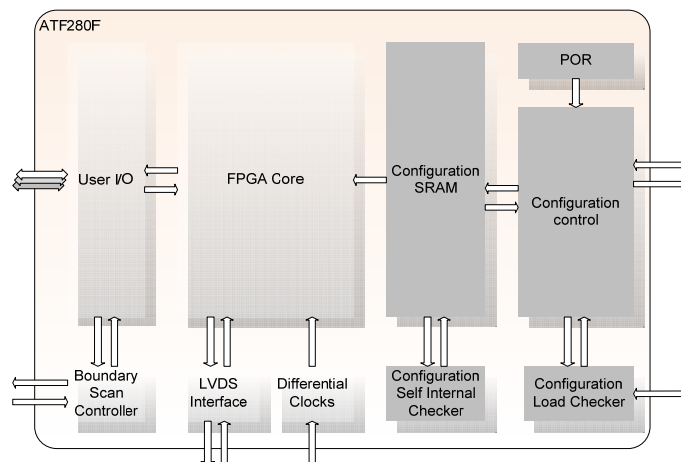 ATF280F
POR
User I/O
FPGA Core
Configuration
SRAM
Configuration
control
Boundary
Scan
Controller
LVDS
Interface
Differential
Clocks
Configuration
Self Internal
Checker
Configuration
Load Checker